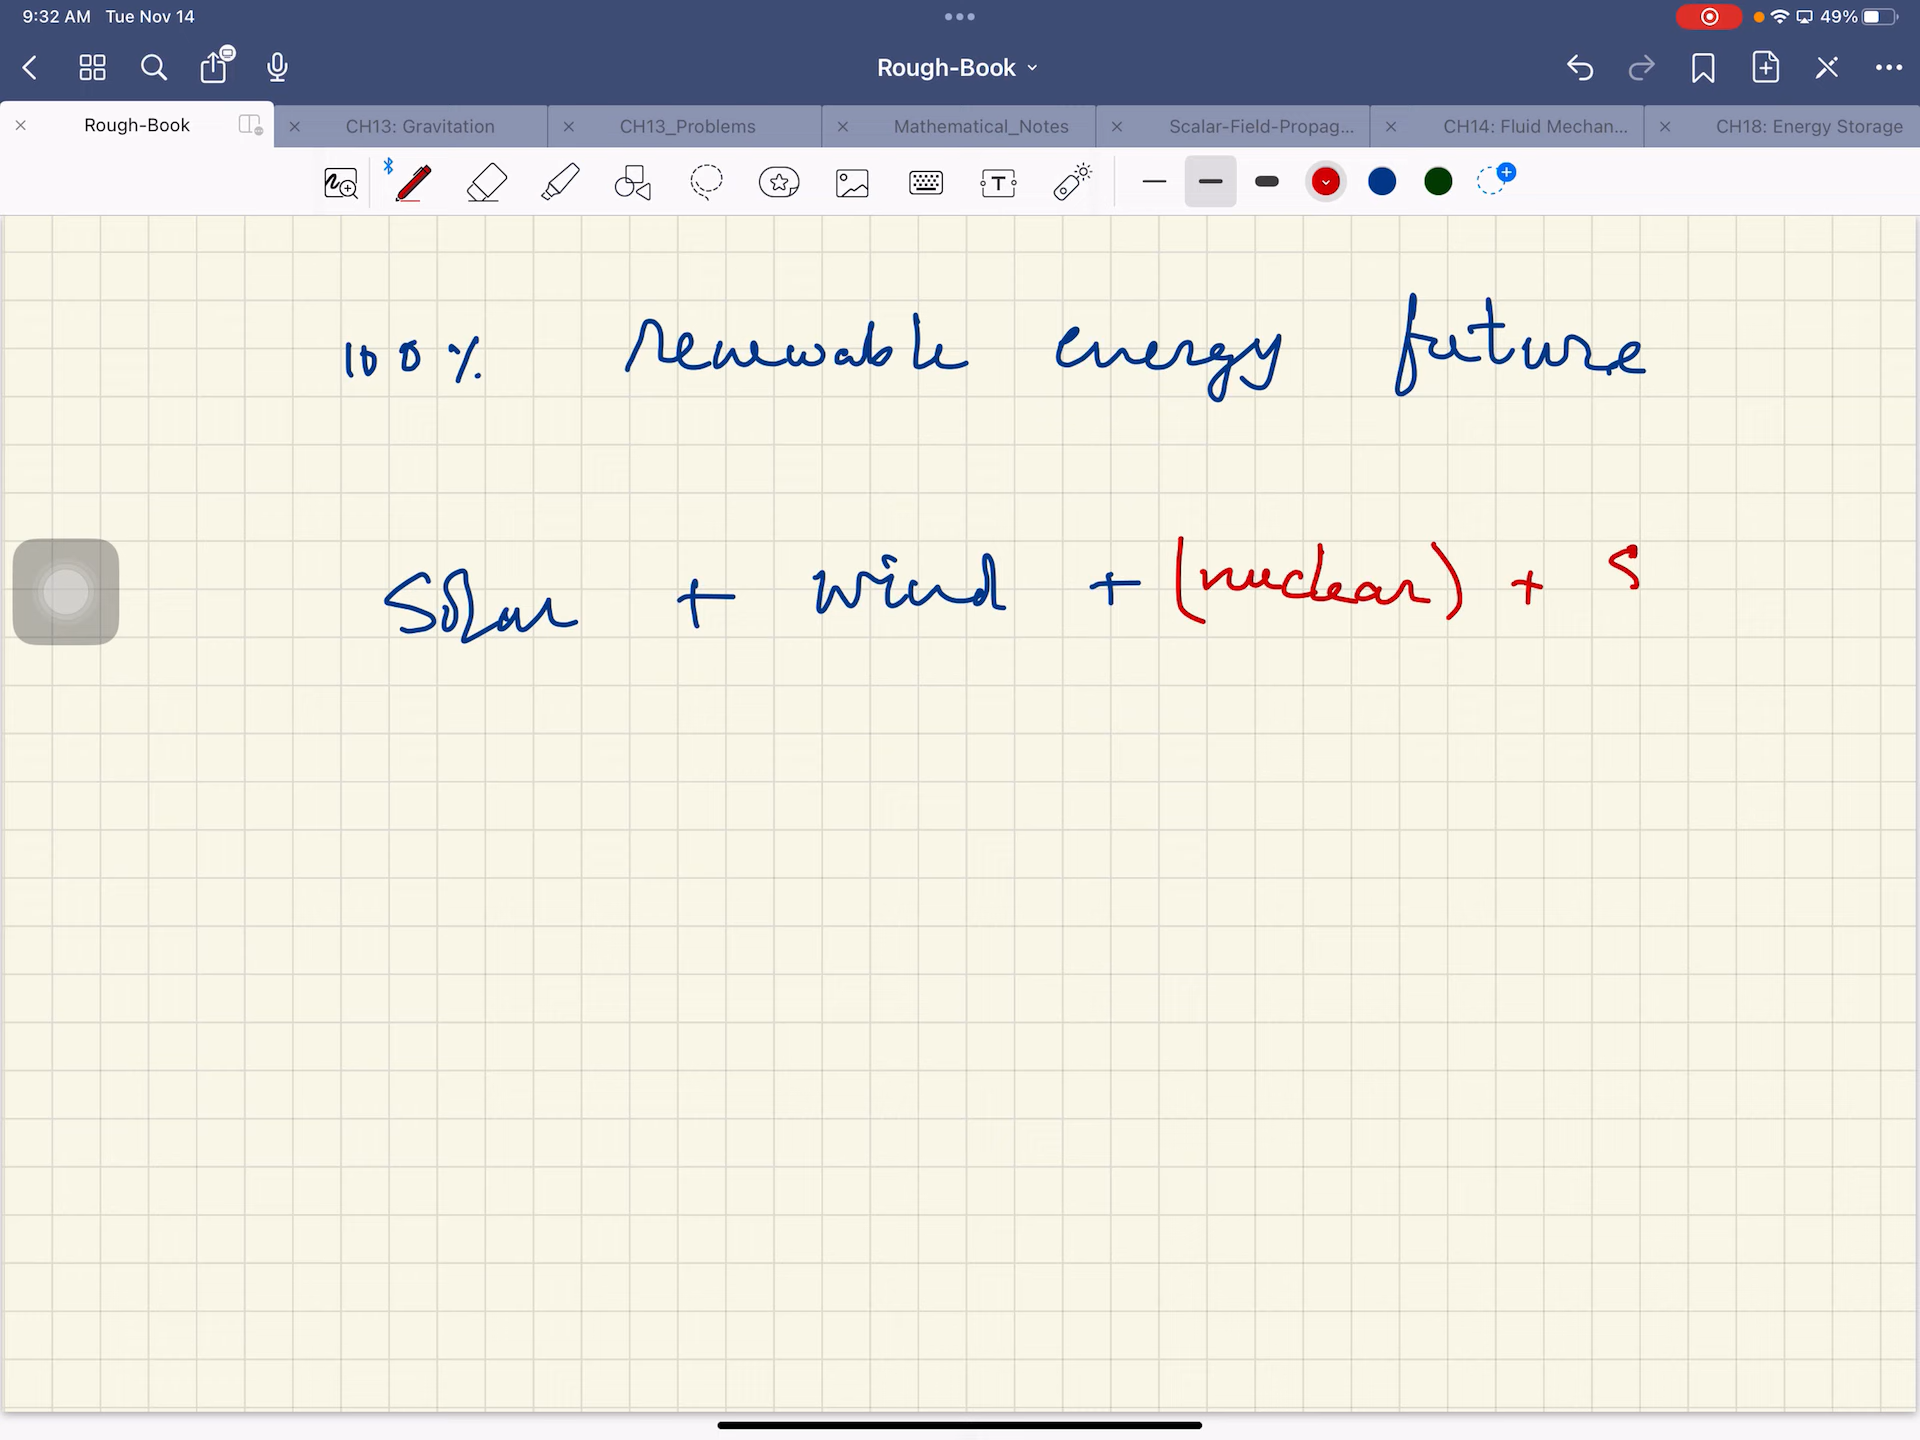 9:32 AM Tue Nov 14
49%
Rough-Book
Rough-Book
CH13: Gravitation
CH13_Problems
Mathematical_Notes
Scalar-Field-Propag...
CH14: Fluid Mechan...
CH18: Energy Storage
T
100% renewable energy future
Solar + wind + (nuclear) + S